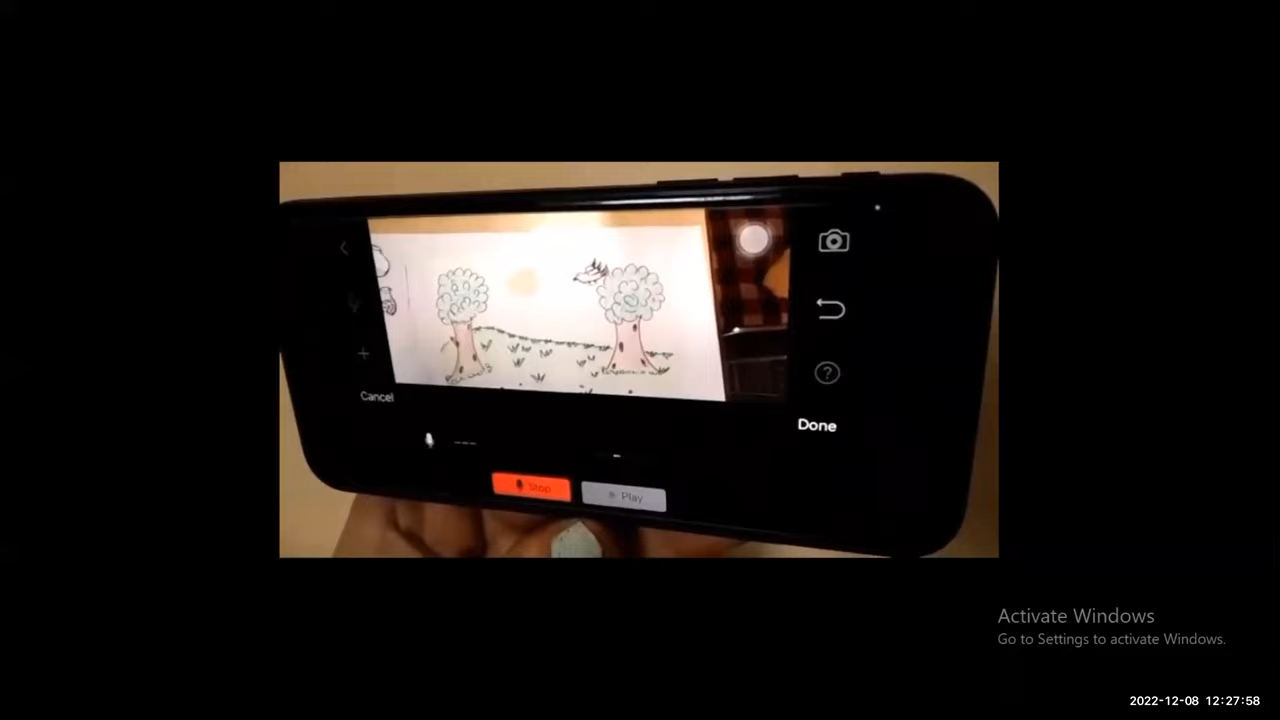 Cancel
Done
Stop
Play
Activate Windows
Go to Settings to activate Windows.
2022-12-08 12:27:58